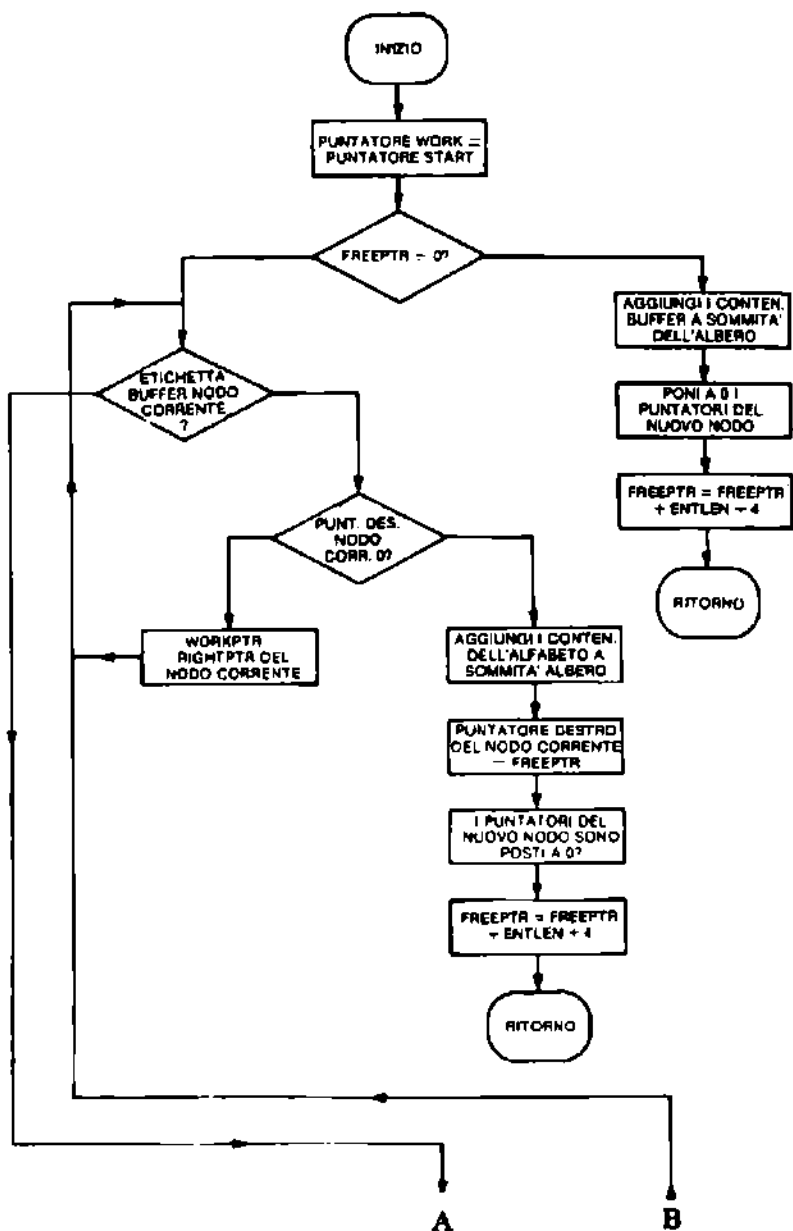 INIZIO
PUNTATORE WORK =
PUNTATORE START
FREEPTR = 0?
AGGIUNGI I CONTEN.
BUFFER A SOMMITA'
DELL'ALBERO
ETICHETTA
BUFFER NODO
CORRENTE
?
PONI A 0 I
PUNTATORI DEL
NUOVO NODO
FREEPTR = FREEPTR
+ ENTLEN + 4
PUNT. DES.
NODO
CORR. 0?
RITORNO
WORKPTR
RIGHTPTR DEL
NODO CORRENTE
AGGIUNGI I CONTEN.
DELL'ALFABETO A
SOMMITA' ALBERO
PUNTATORE DESTRO
DEL NODO CORRENTE
= FREEPTR
I PUNTATORI DEL
NUOVO NODO SONO
POSTI A 0?
FREEPTR = FREEPTR
+ ENTLEN + 4
RITORNO
A
B